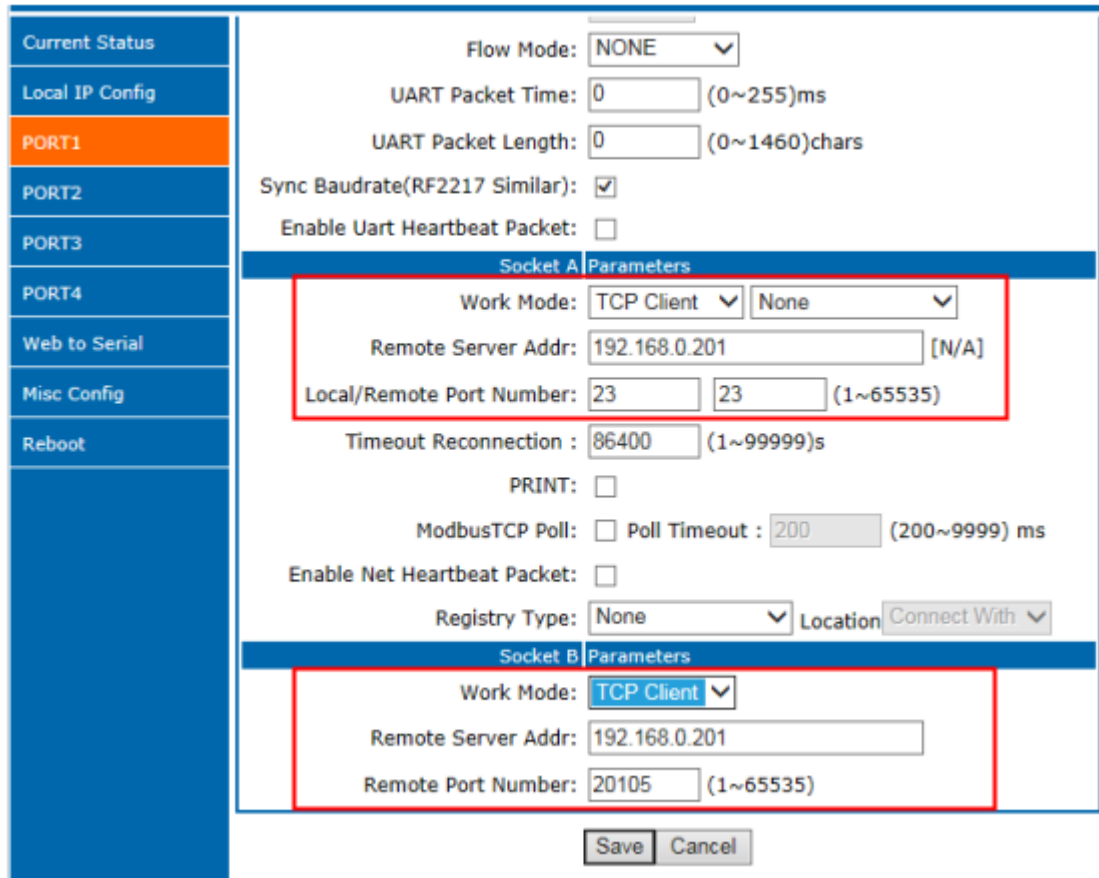 Current Status
Local IP Config
PORT1
PORT2
PORT3
PORT4
Web to Serial
Misc Config
Reboot
Flow Mode: NONE
UART Packet Time: 0 (0~255)ms
UART Packet Length: 0 (0~1460)chars
Sync Baudrate(RF2217 Similar):
Enable Uart Heartbeat Packet:
Socket A Parameters
Work Mode: TCP Client None
Remote Server Addr: 192.168.0.201 [N/A]
Local/Remote Port Number: 23 23 (1~65535)
Timeout Reconnection : 86400 (1~99999)s
PRINT:
ModbusTCP Poll: Poll Timeout : 200 (200~9999) ms
Enable Net Heartbeat Packet:
Registry Type: None Location Connect With
Socket B Parameters
Work Mode: TCP Client
Remote Server Addr: 192.168.0.201
Remote Port Number: 20105 (1~65535)
Save Cancel